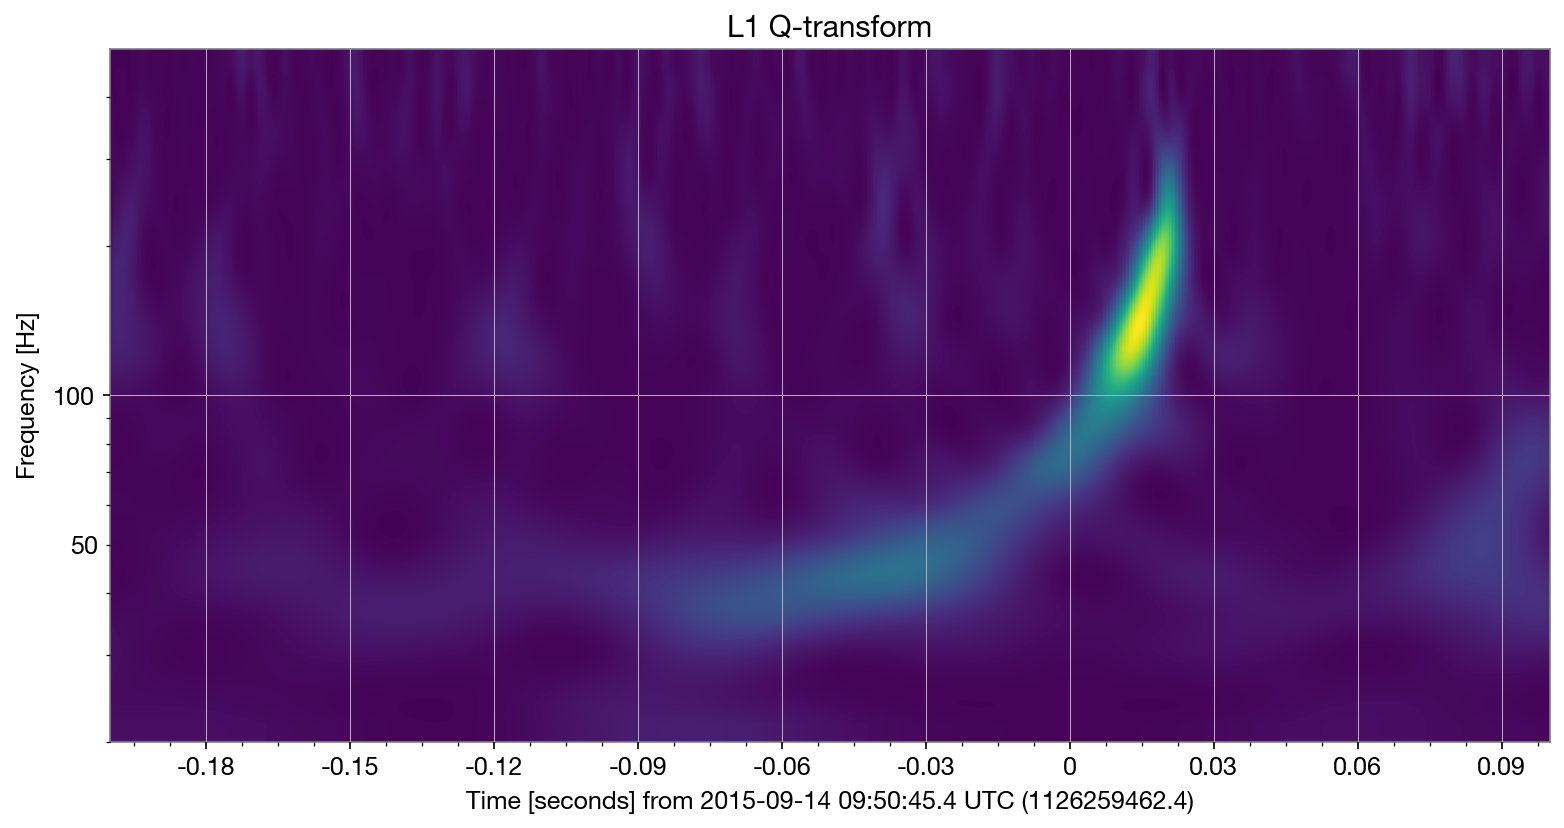 L1 Q-transform
Frequency [Hz]
100
50
-0.18 -0.15 -0.12 -0.09 -0.06 -0.03 0 0.03 0.06 0.09
Time [seconds] from 2015-09-14 09:50:45.4 UTC (1126259462.4)